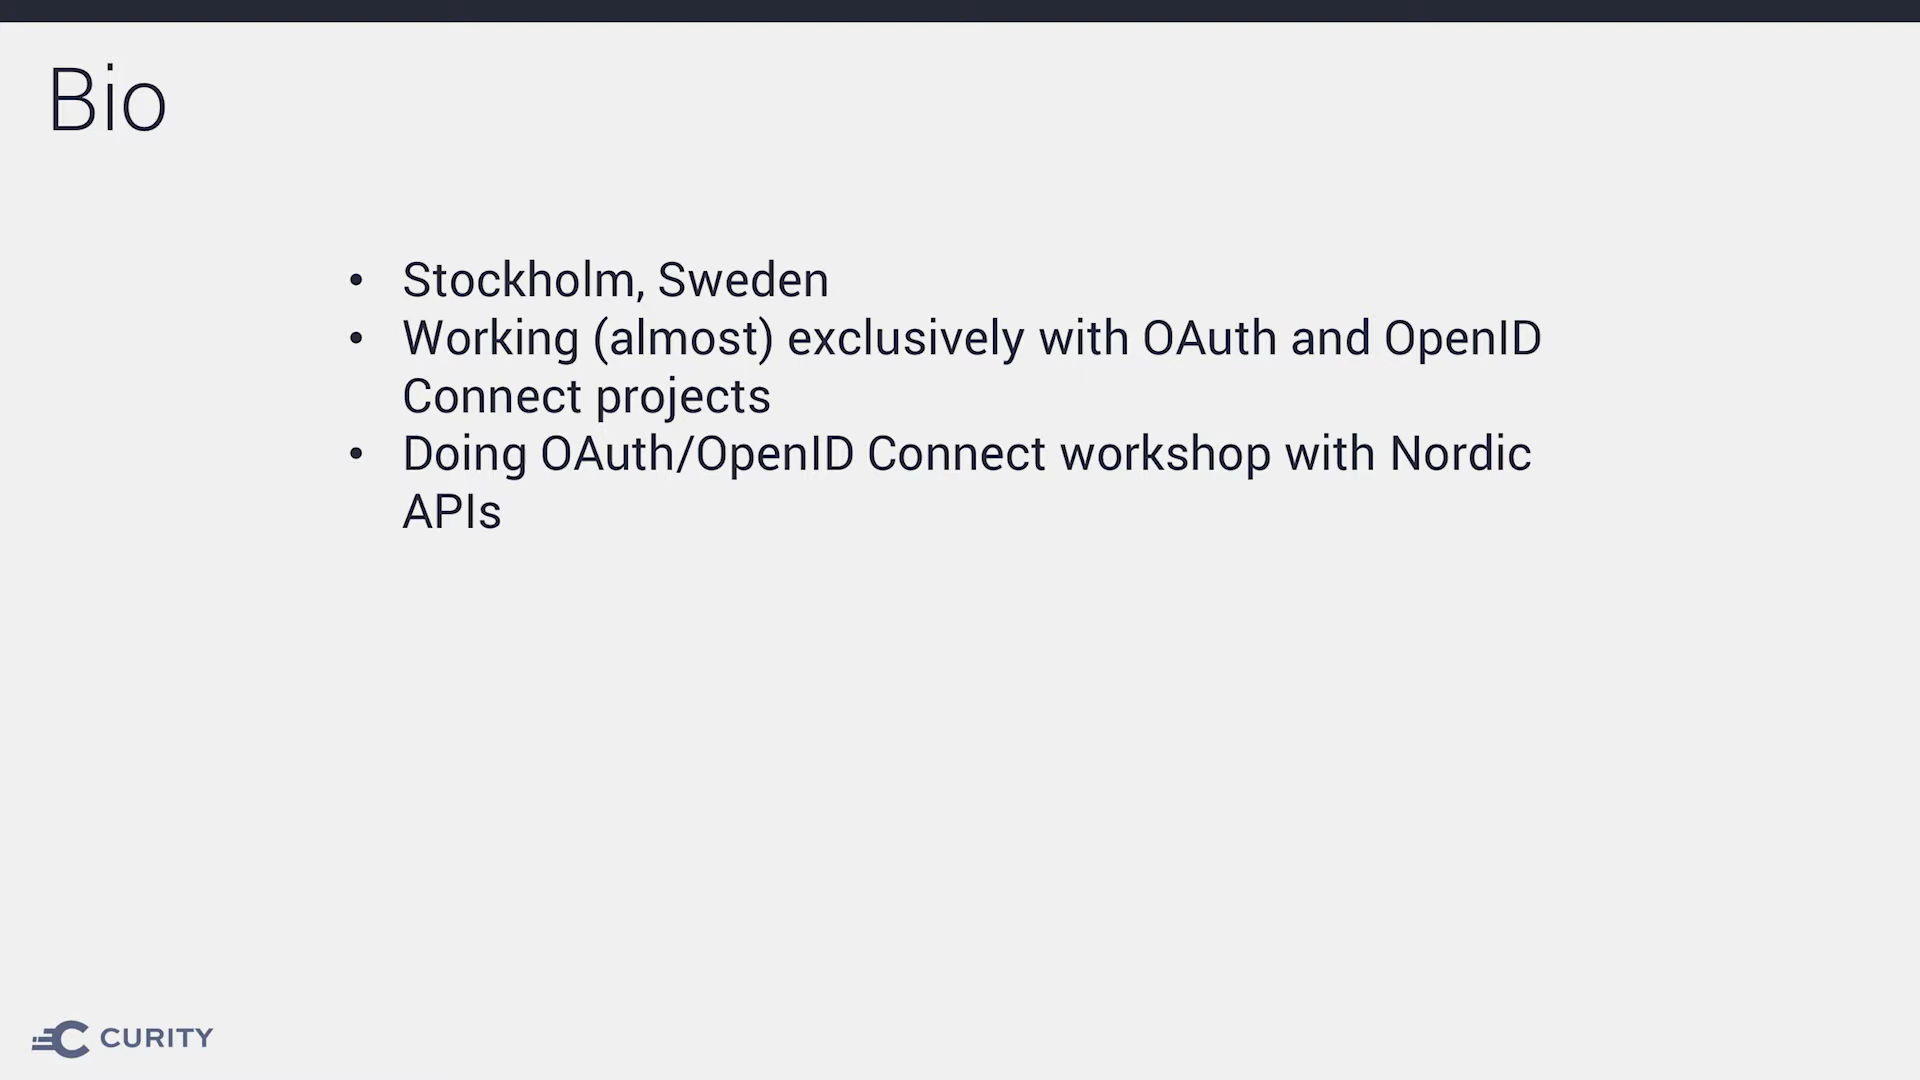 Bio
• Stockholm, Sweden
• Working (almost) exclusively with OAuth and OpenID
Connect projects
• Doing OAuth/OpenID Connect workshop with Nordic
APIs
CURITY